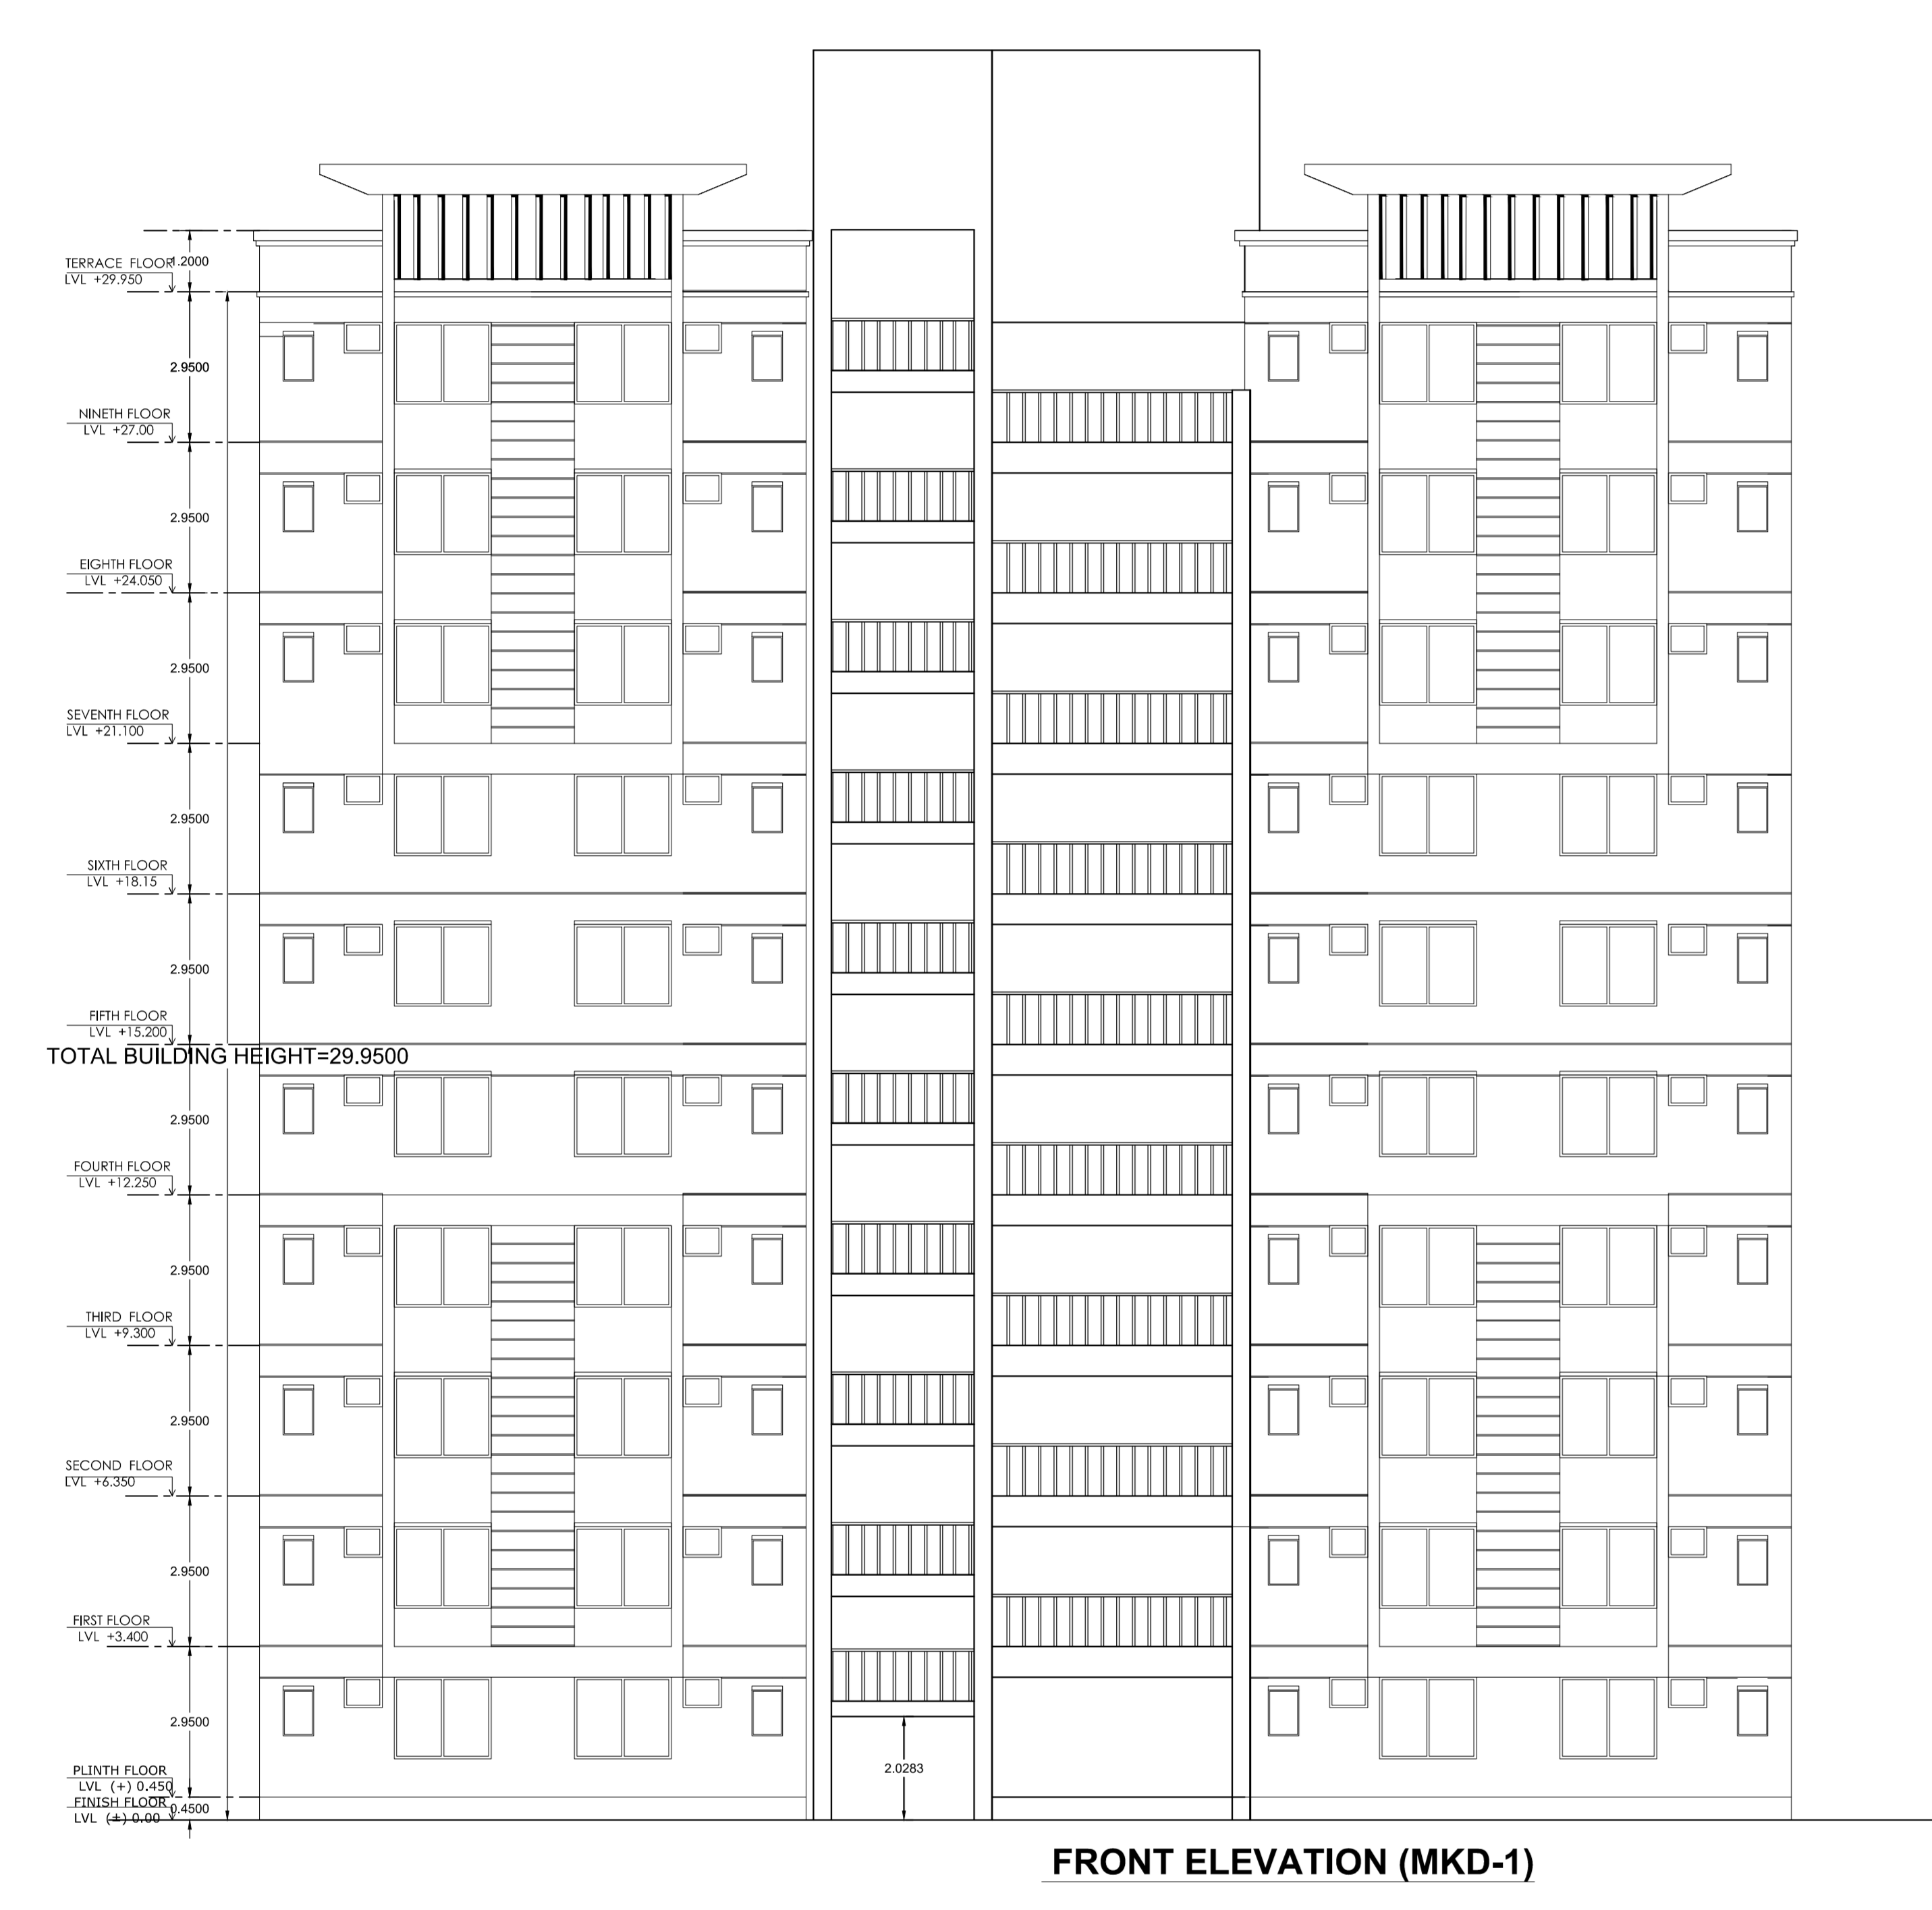 1.2000
TERRACE FLOOR
LVL +29.950
2.9500
NINETH FLOOR
LVL +27.00
2.9500
EIGHTH FLOOR
LVL +24.050
2.9500
SEVENTH FLOOR
LVL +21.100
2.9500
SIXTH FLOOR
LVL +18.15
2.9500
FIFTH FLOOR
LVL +15.200
TOTAL BUILDING HEIGHT=29.9500
2.9500
FOURTH FLOOR
LVL +12.250
2.9500
THIRD FLOOR
LVL +9.300
2.9500
SECOND FLOOR
LVL +6.350
2.9500
FIRST FLOOR
LVL +3.400
2.9500
2.0283
PLINTH FLOOR
LVL (+) 0.450
FINISH FLOOR
0.4500
LVL (±) 0.00
FRONT ELEVATION (MKD-1)